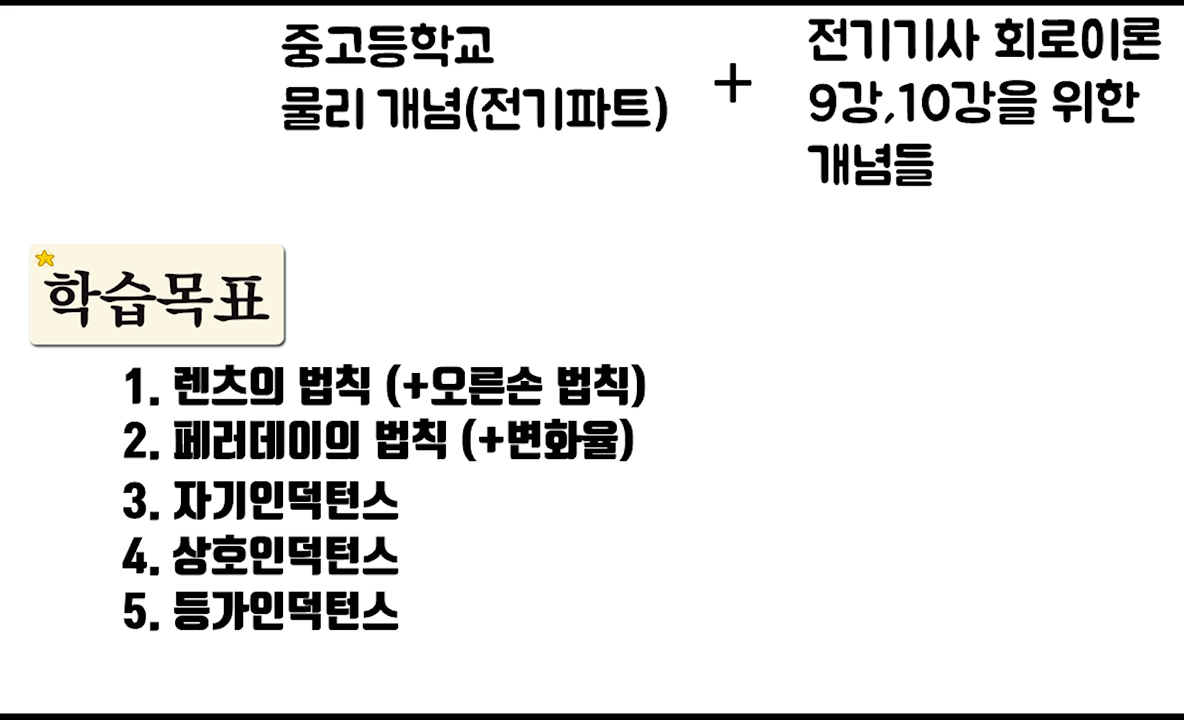 중고등학교
물리 개념(전기파트)
+
전기기사 회로이론
9강,10강을 위한
개념들
학습목표
1. 렌츠의 법칙 (+오른손 법칙)
2. 페러데이의 법칙 (+변화율)
3. 자기인덕턴스
4. 상호인덕턴스
5. 등가인덕턴스